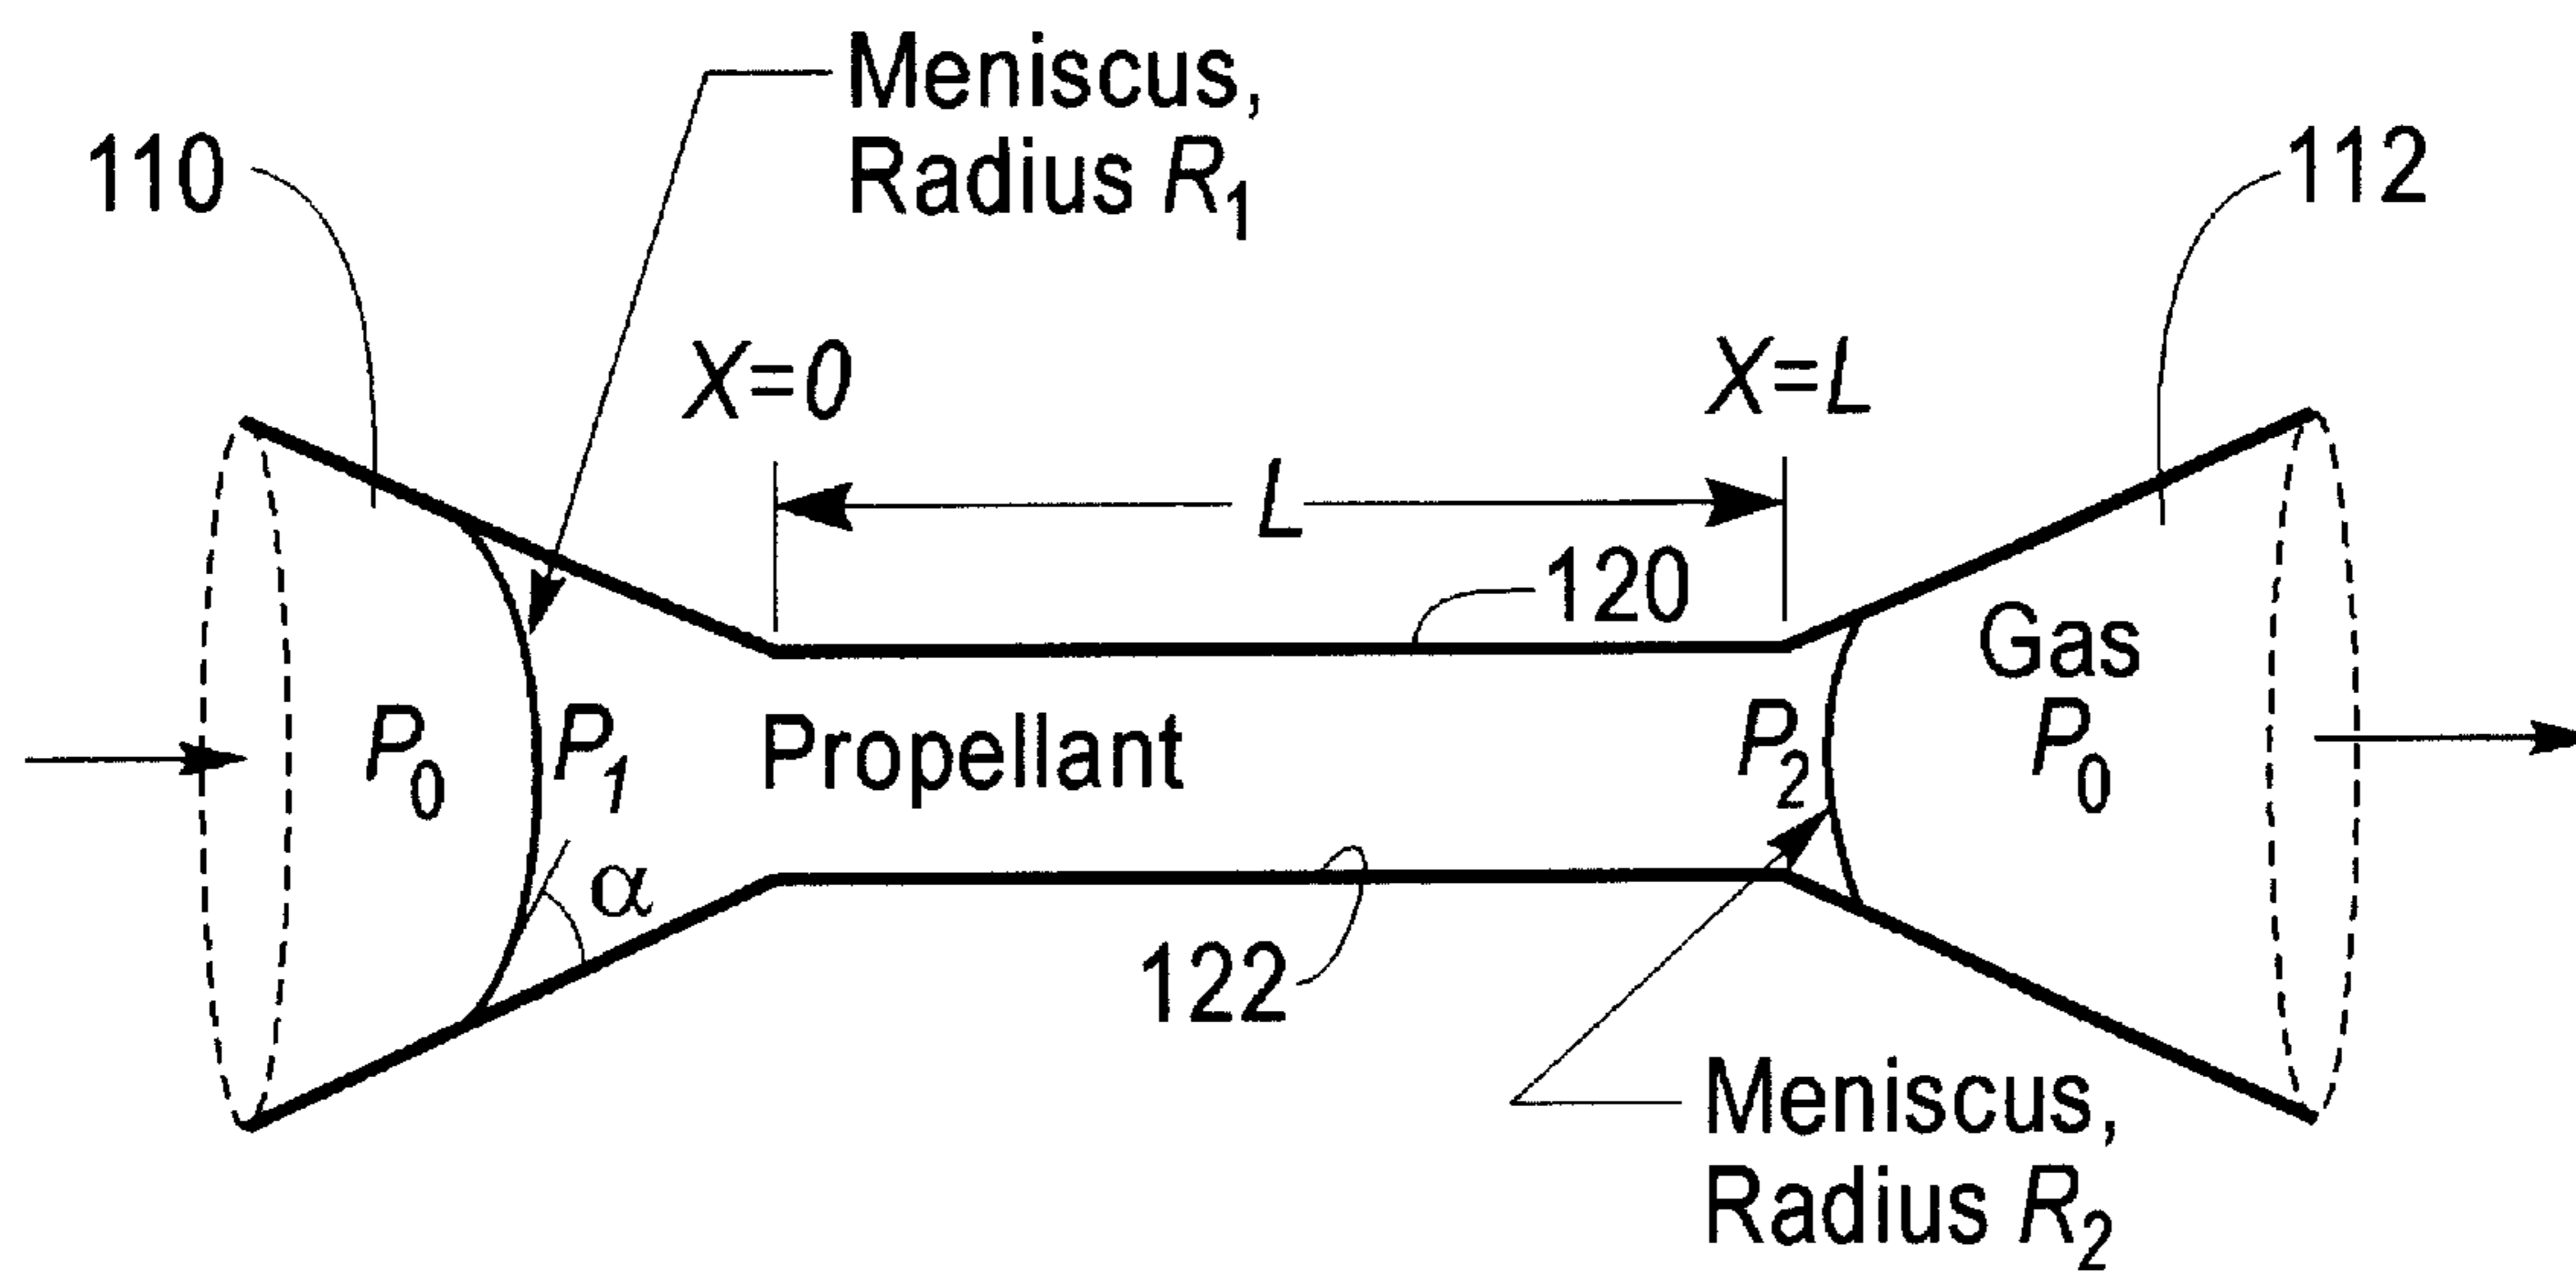 Meniscus,
Radius R₁
110
112
X=0
X=L
L
120
Gas
P₀
P₀
P₁
Propellant
P₂
α
122
Meniscus,
Radius R₂